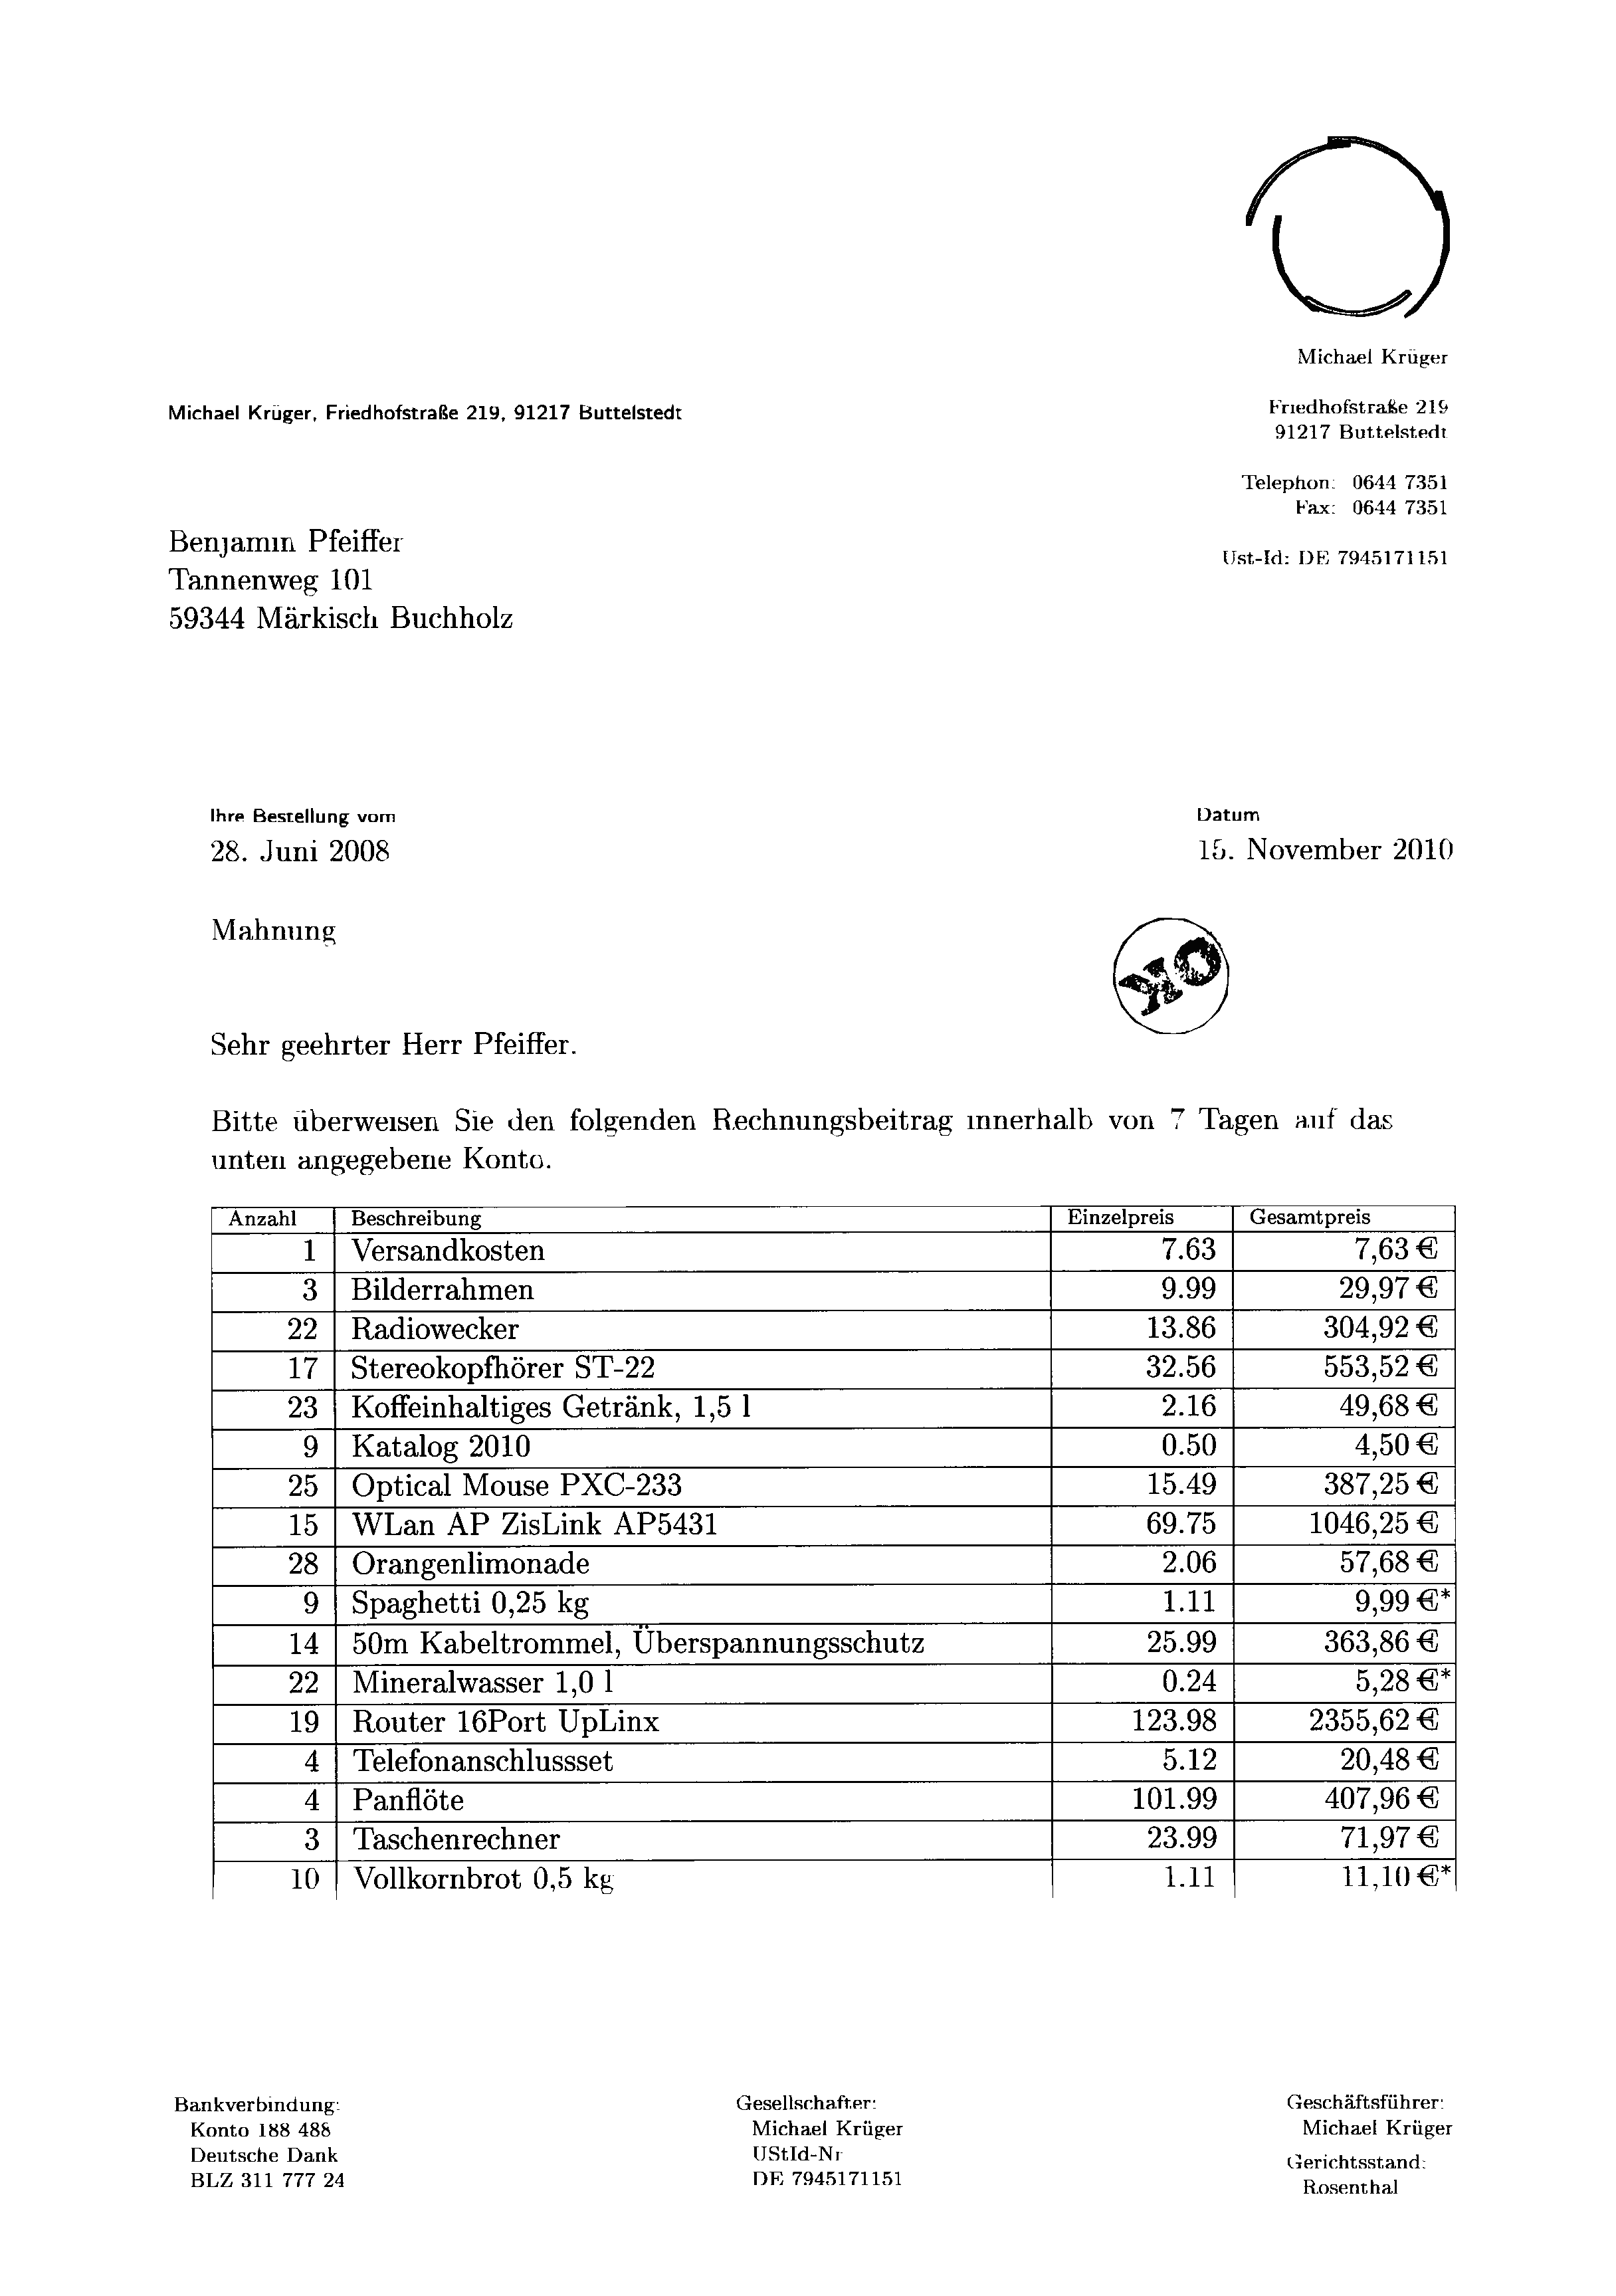 Michael Krüger
Michael Krüger, Friedhofstraße 219, 91217 Buttelstedt
Friedhofstraße 219
91217 Buttelstedt
Telephon: 0644 7351
Fax: 0644 7351
Ust-Id: DE 7945171151
Benjamin Pfeiffer
Tannenweg 101
59344 Märkisch Buchholz
Ihre Bestellung vom Datum
28. Juni 2008 15. November 2010
Mahnung
OK
Sehr geehrter Herr Pfeiffer.
Bitte überweisen Sie den folgenden Rechnungsbeitrag innerhalb von 7 Tagen auf das
unten angegebene Konto.
Anzahl Beschreibung Einzelpreis Gesamtpreis
1 Versandkosten 7.63 7,63 €
3 Bilderrahmen 9.99 29,97 €
22 Radiowecker 13.86 304,92 €
17 Stereokopfhörer ST-22 32.56 553,52 €
23 Koffeinhaltiges Getränk, 1,5 l 2.16 49,68 €
9 Katalog 2010 0.50 4,50 €
25 Optical Mouse PXC-233 15.49 387,25 €
15 WLan AP ZisLink AP5431 69.75 1046,25 €
28 Orangenlimonade 2.06 57,68 €
9 Spaghetti 0,25 kg 1.11 9,99 €*
14 50m Kabeltrommel, Überspannungsschutz 25.99 363,86 €
22 Mineralwasser 1,0 l 0.24 5,28 €*
19 Router 16Port UpLinx 123.98 2355,62 €
4 Telefonanschlussset 5.12 20,48 €
4 Panflöte 101.99 407,96 €
3 Taschenrechner 23.99 71,97 €
10 Vollkornbrot 0,5 kg 1.11 11,10 €*
Bankverbindung:
Konto 188 488
Deutsche Dank
BLZ 311 777 24
Gesellschafter:
Michael Krüger
UStId-Nr
DE 7945171151
Geschäftsführer:
Michael Krüger
Gerichtsstand:
Rosenthal